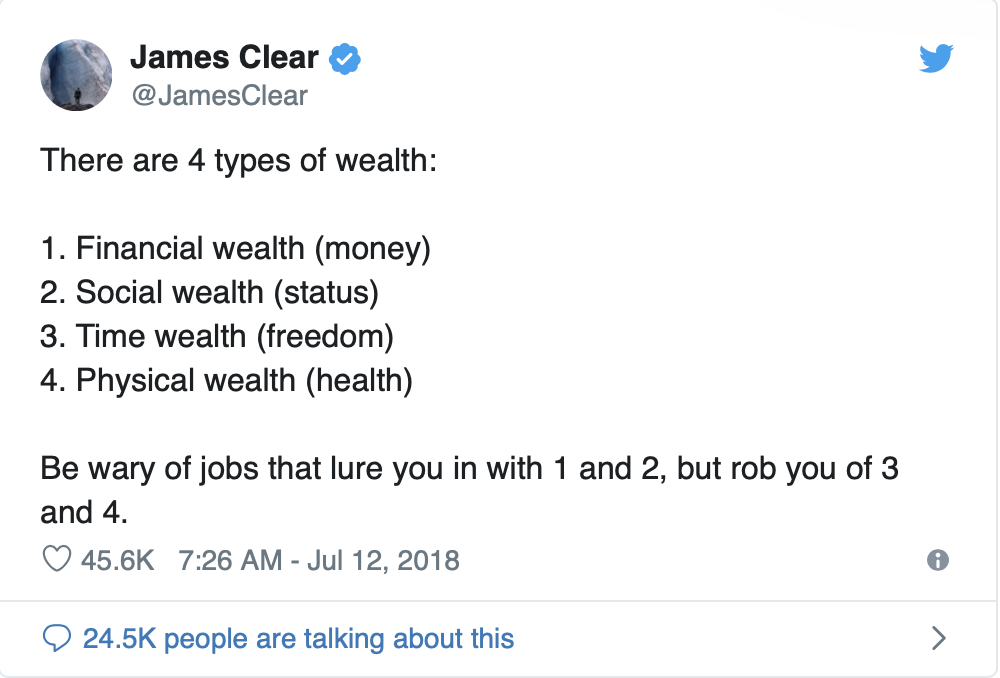 James Clear
@JamesClear
There are 4 types of wealth:
1. Financial wealth (money)
2. Social wealth (status)
3. Time wealth (freedom)
4. Physical wealth (health)
Be wary of jobs that lure you in with 1 and 2, but rob you of 3
and 4.
45.6K 7:26 AM - Jul 12, 2018
24.5K people are talking about this